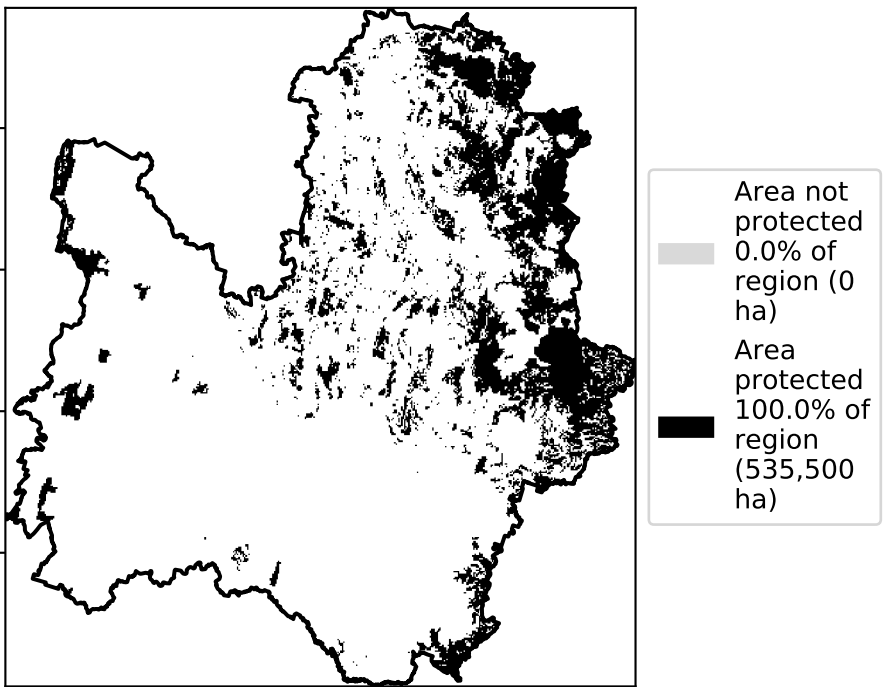 Area not
protected
0.0% of
region (0
ha)
Area
protected
100.0% of
region
(535,500
ha)